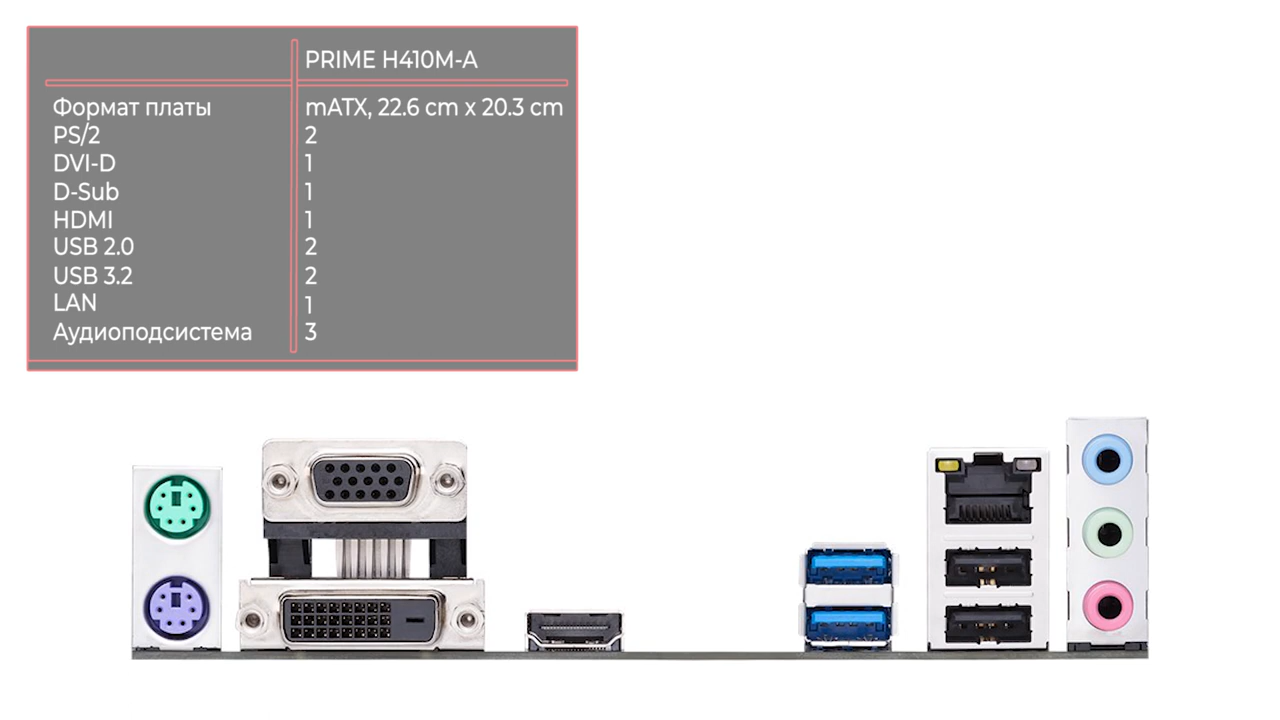 PRIME H410M-A
Формат платы mATX, 22.6 cm x 20.3 cm
PS/2 2
DVI-D 1
D-Sub 1
HDMI 1
USB 2.0 2
USB 3.2 2
LAN 1
Аудиоподсистема 3